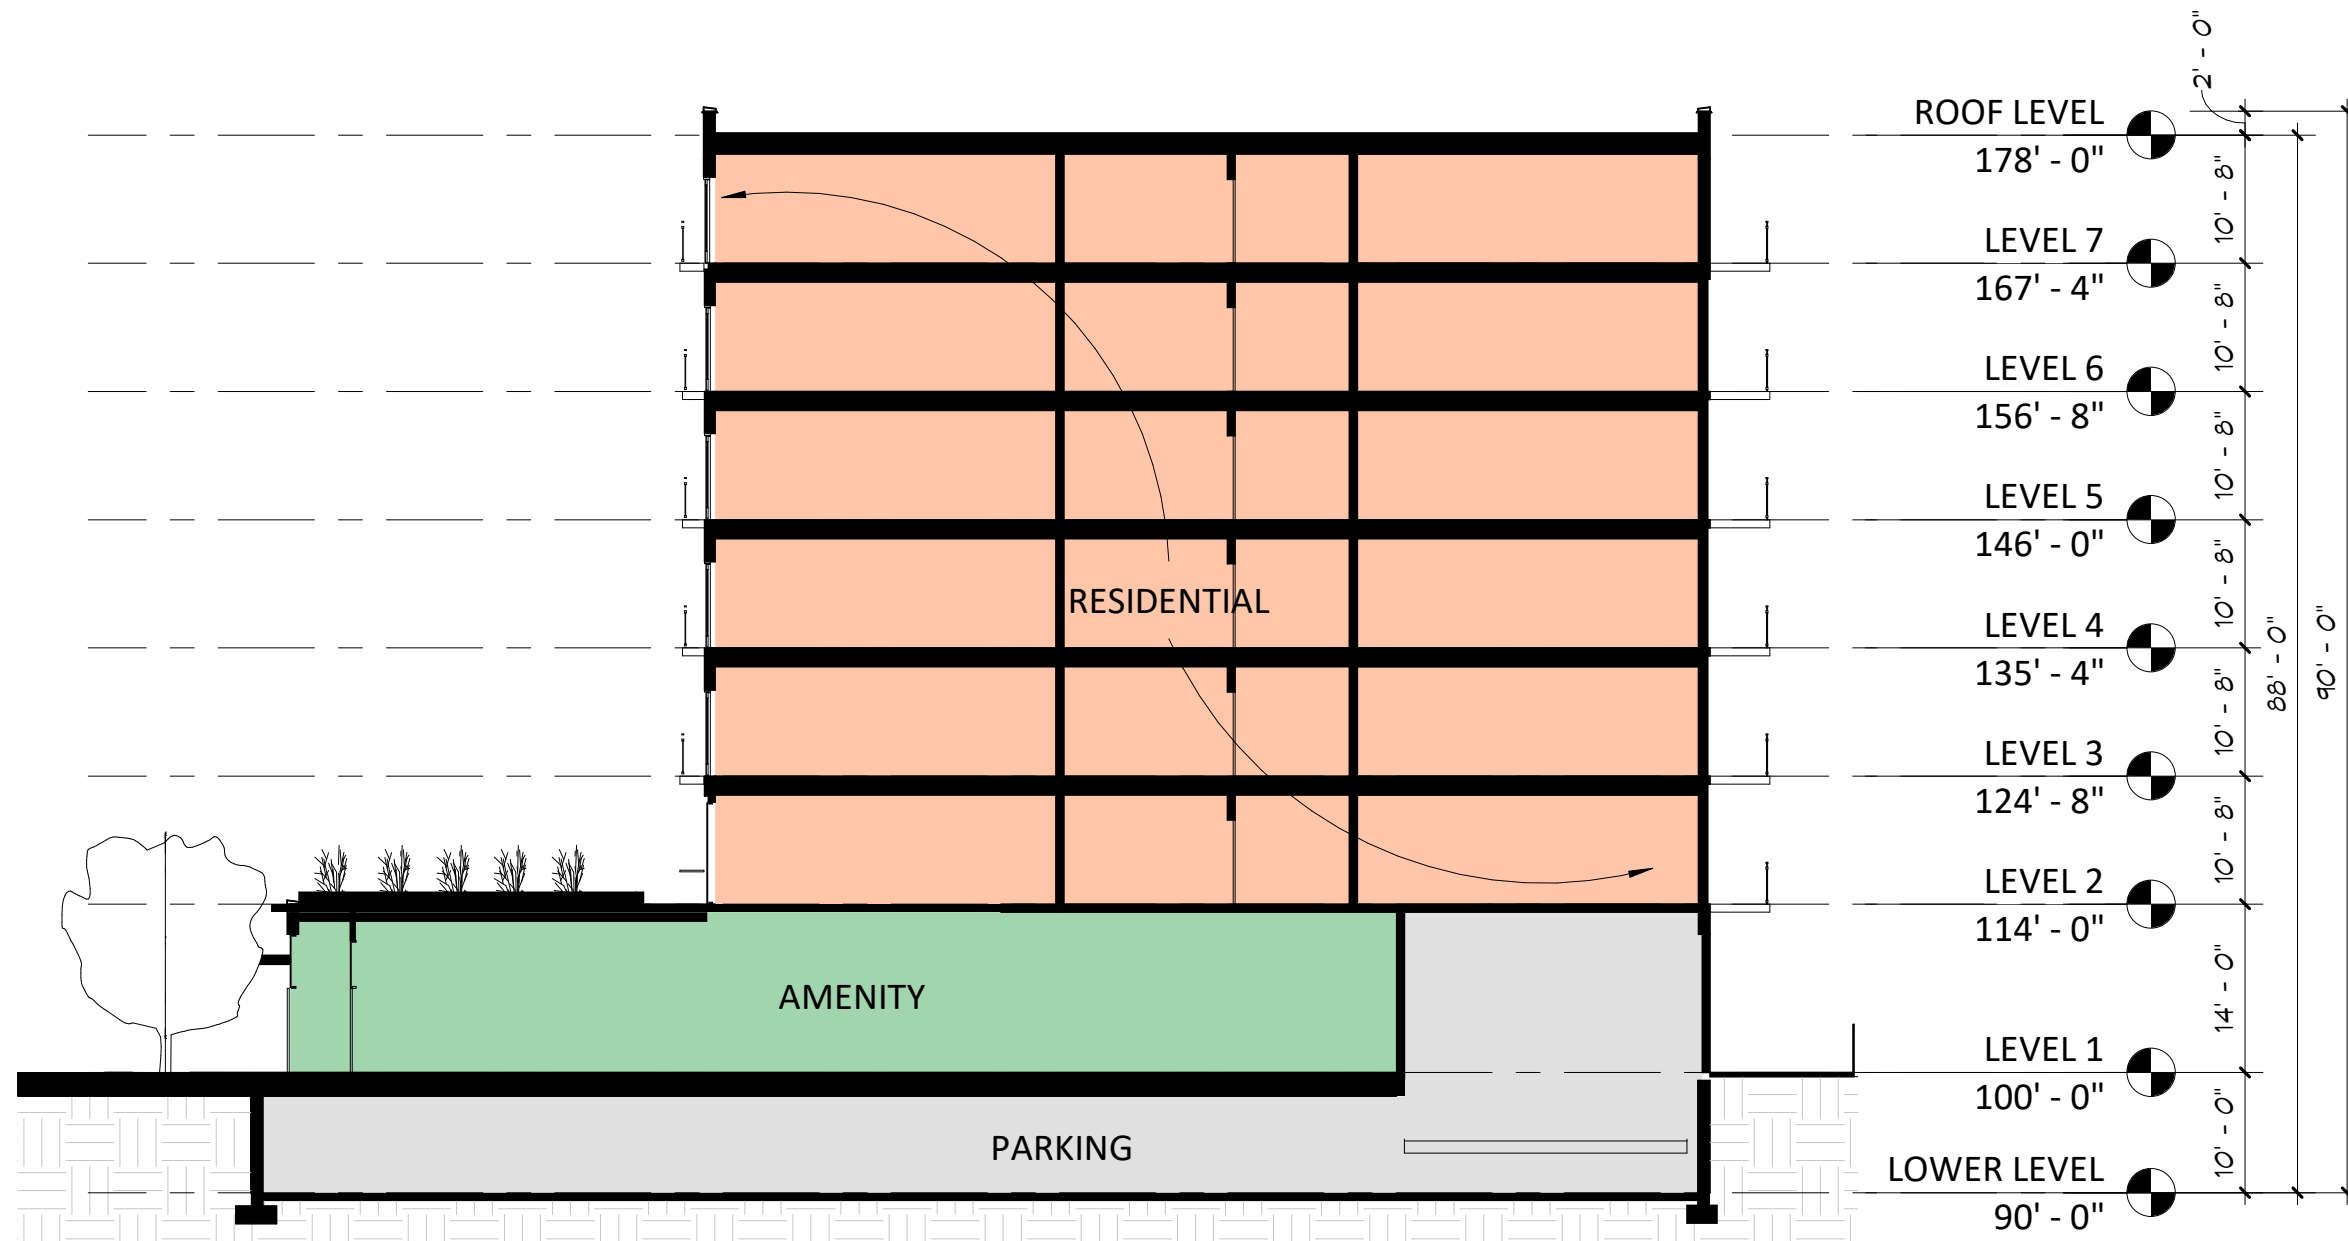 2' - 0"
ROOF LEVEL
178' - 0"
10' - 8"
LEVEL 7
167' - 4"
10' - 8"
LEVEL 6
156' - 8"
10' - 8"
LEVEL 5
146' - 0"
10' - 8"
RESIDENTIAL
LEVEL 4
135' - 4"
88' - 0"
90' - 0"
10' - 8"
LEVEL 3
124' - 8"
10' - 8"
LEVEL 2
114' - 0"
AMENITY
14' - 0"
LEVEL 1
100' - 0"
PARKING
10' - 0"
LOWER LEVEL
90' - 0"